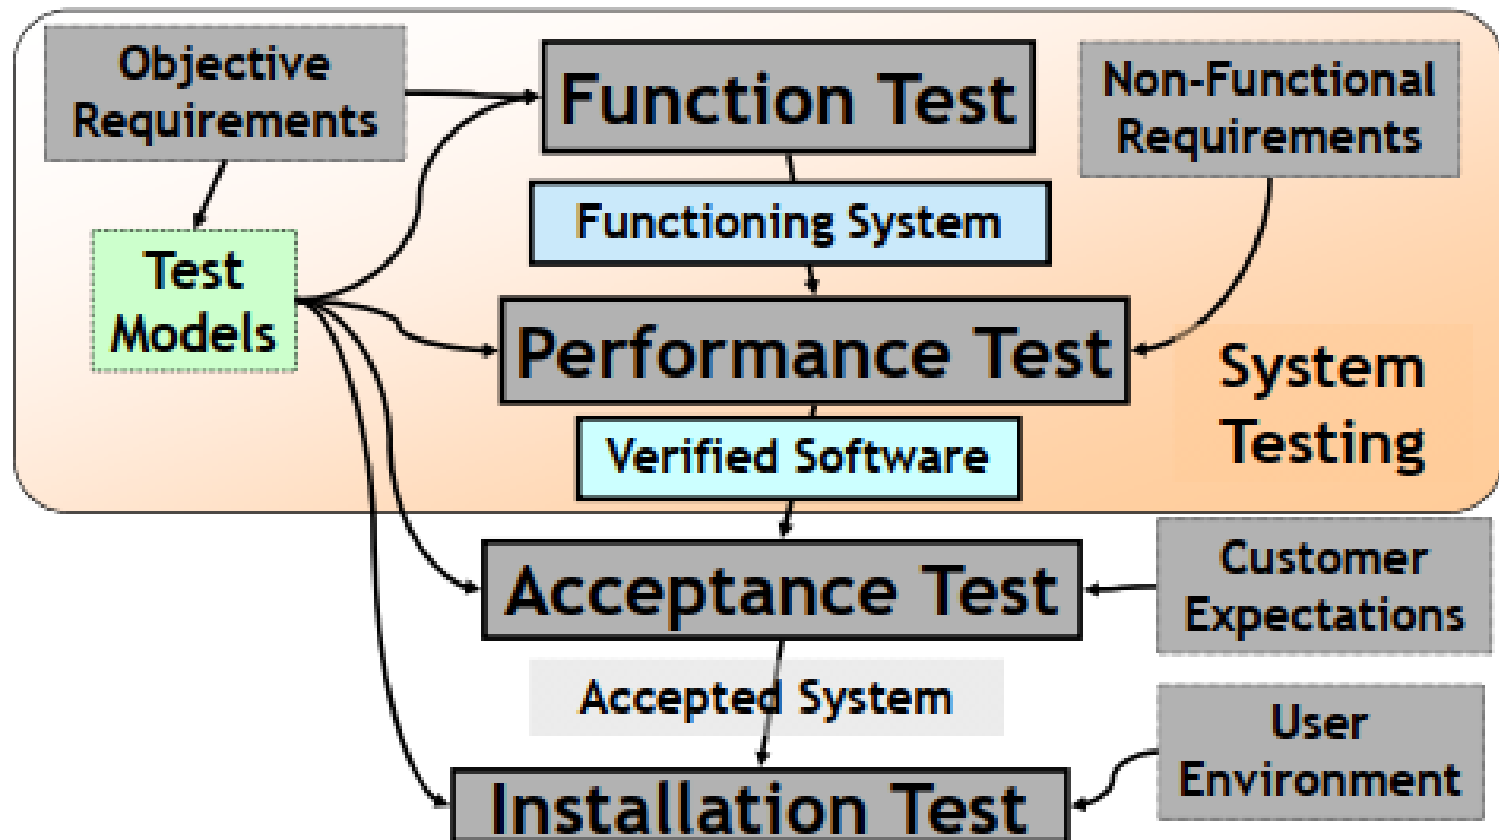 Objective
Requirements
Function Test
Non-Functional
Requirements
Functioning System
Test
Models
Performance Test
System
Testing
Verified Software
Acceptance Test
Customer
Expectations
Accepted System
User
Environment
Installation Test